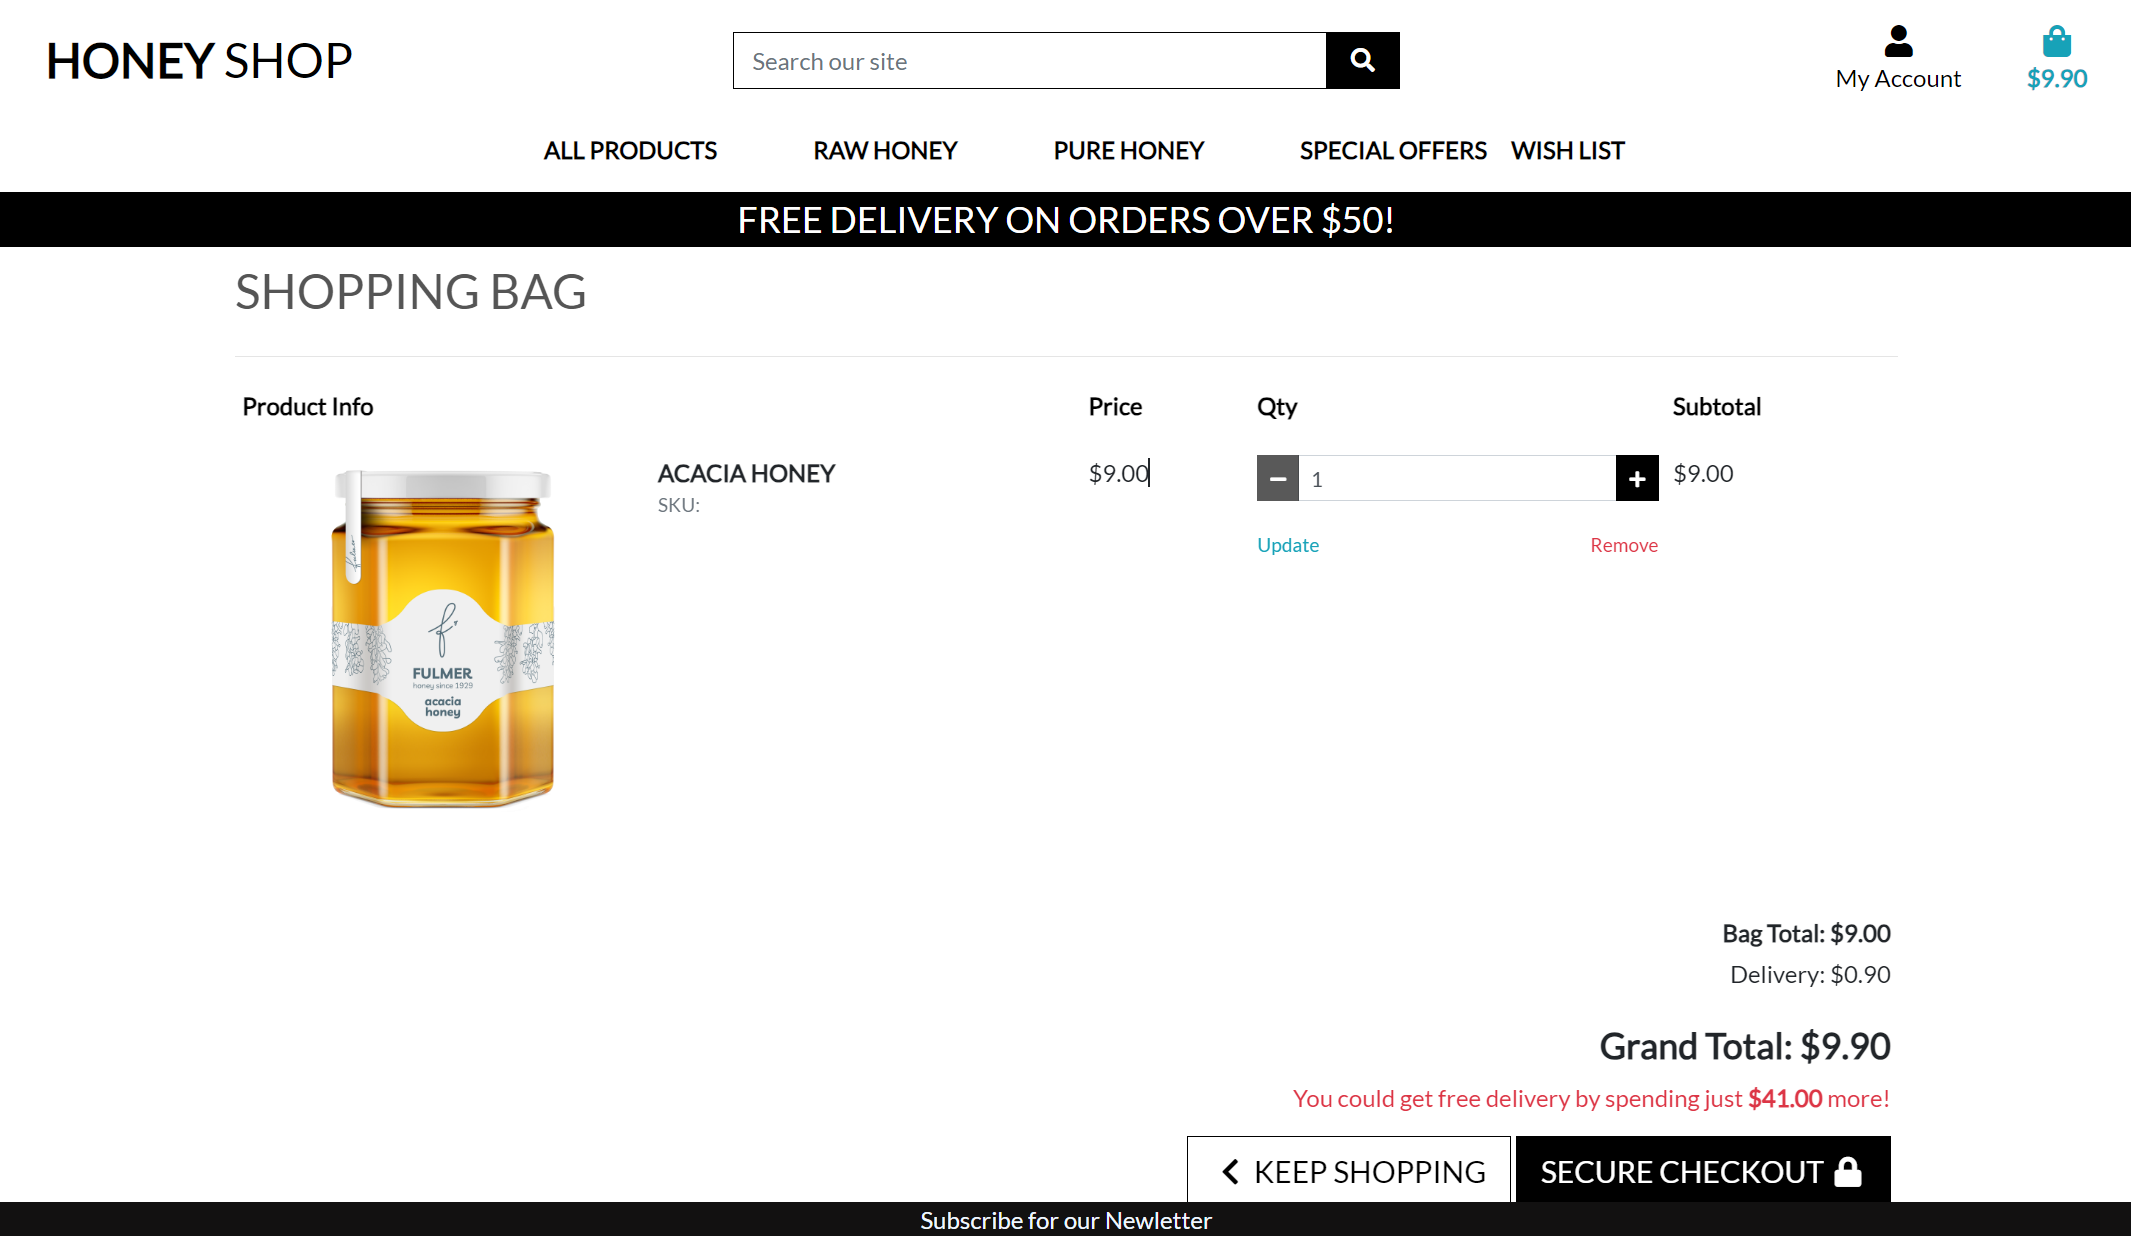 HONEY SHOP
Search our site
My Account
$9.90
ALL PRODUCTS RAW HONEY PURE HONEY SPECIAL OFFERS WISH LIST
FREE DELIVERY ON ORDERS OVER $50!
SHOPPING BAG
Product Info Price Qty Subtotal
ACACIA HONEY $9.00 1 $9.00
SKU:
Update Remove
FULMER
honey since 1929
acacia
honey
Bag Total: $9.00
Delivery: $0.90
Grand Total: $9.90
You could get free delivery by spending just $41.00 more!
KEEP SHOPPING SECURE CHECKOUT
Subscribe for our Newletter